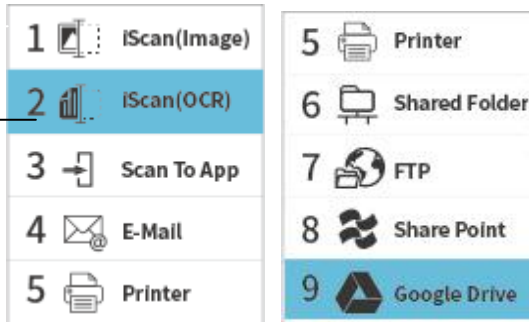 1 iScan(Image)
2 iScan(OCR)
3 Scan To App
4 E-Mail
5 Printer
5 Printer
6 Shared Folder
7 FTP
8 Share Point
9 Google Drive